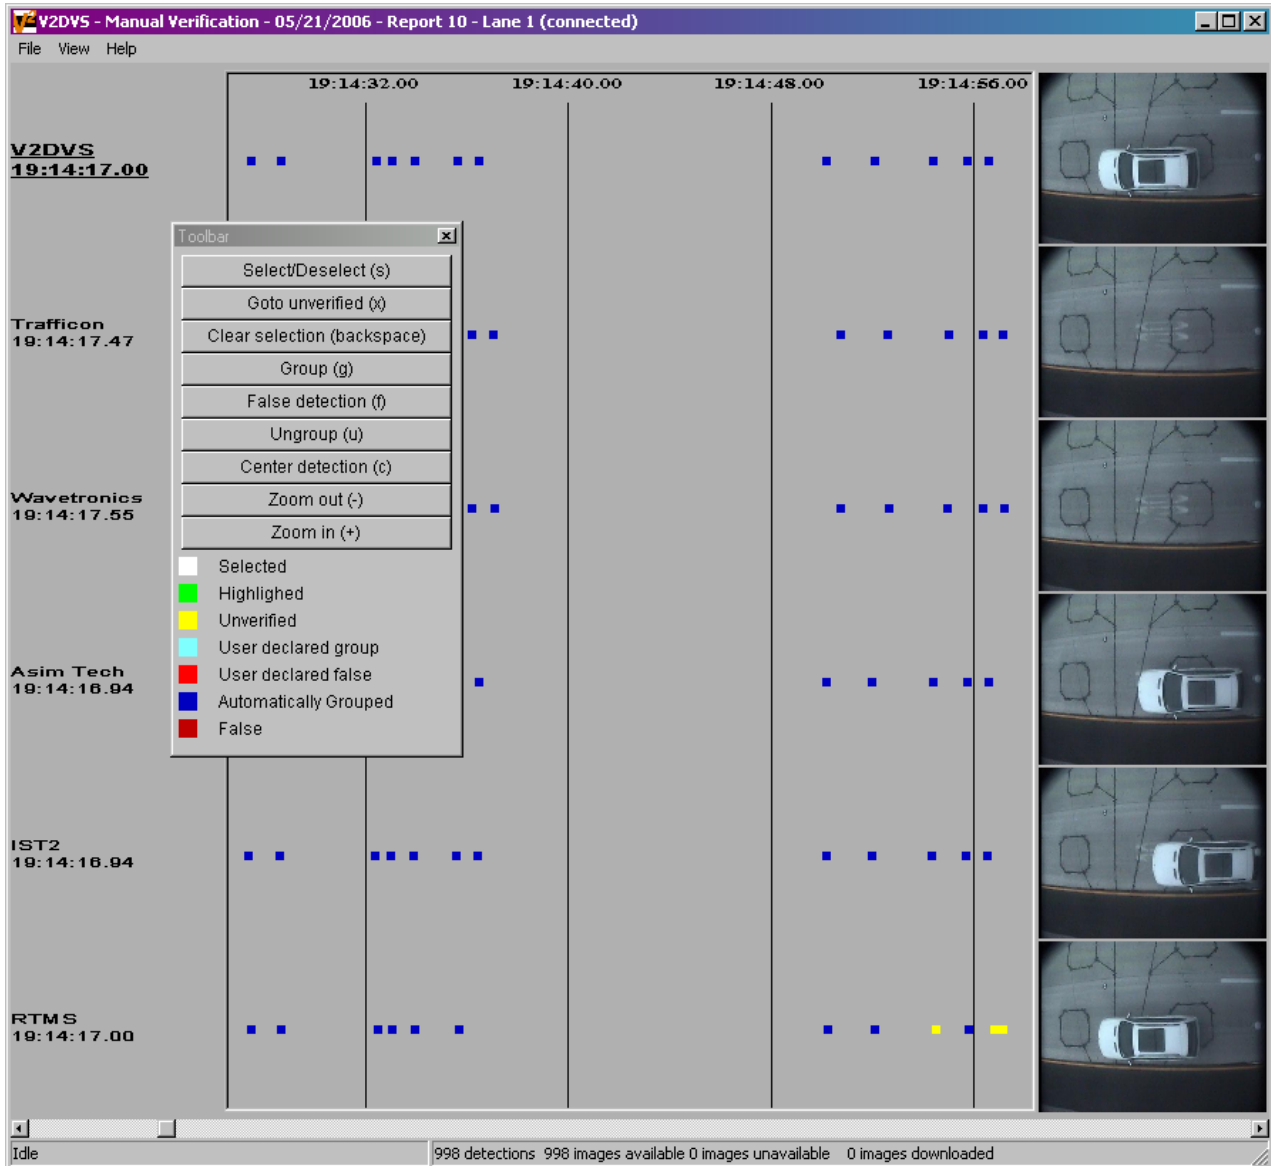 V2DVS - Manual Verification - 05/21/2006 - Report 10 - Lane 1 (connected)
File View Help
19:14:32.00 19:14:40.00 19:14:48.00 19:14:56.00
V2DVS
19:14:17.00
Toolbar
Select/Deselect (s)
Goto unverified (x)
Clear selection (backspace)
Group (g)
False detection (f)
Ungroup (u)
Center detection (c)
Zoom out (-)
Zoom in (+)
Selected
Highlighed
Unverified
User declared group
User declared false
Automatically Grouped
False
Trafficon
19:14:17.47
Wavetronics
19:14:17.55
Asim Tech
19:14:16.94
IST2
19:14:16.94
RTMS
19:14:17.00
Idle
998 detections 998 images available 0 images unavailable 0 images downloaded